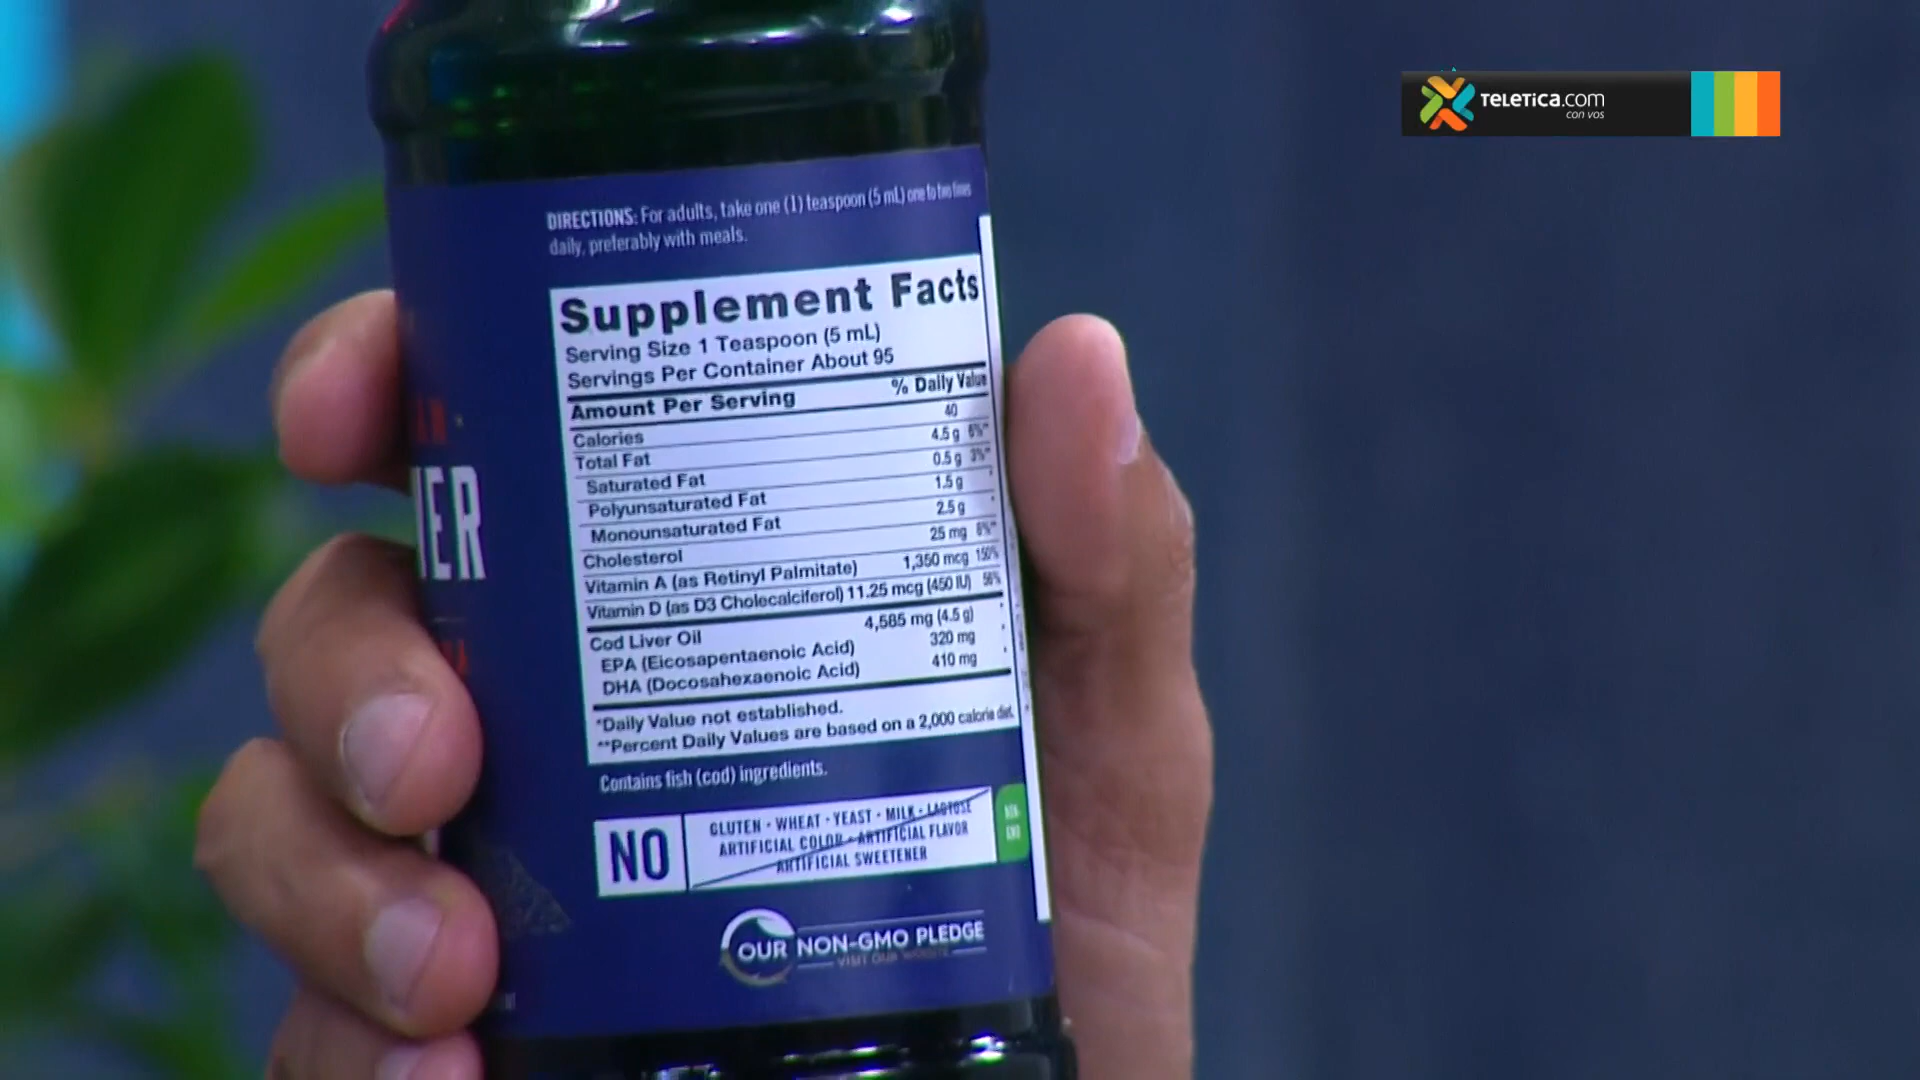 TELETICA.com
con vos
DIRECTIONS: For adults, take one (1) teaspoon (5 mL) one to two times
daily, preferably with meals.
Supplement Facts
Serving Size 1 Teaspoon (5 mL)
Servings Per Container About 95
Amount Per Serving % Daily Value
Calories 40
Total Fat 4.5 g 6%**
Saturated Fat 0.5 g 3%**
Polyunsaturated Fat 1.5 g *
Monounsaturated Fat 2.5 g *
Cholesterol 25 mg 8%**
Vitamin A (as Retinyl Palmitate) 1,350 mcg 150%
Vitamin D (as D3 Cholecalciferol) 11.25 mcg (450 IU) 56%
Cod Liver Oil 4,585 mg (4.5 g) *
EPA (Eicosapentaenoic Acid) 320 mg *
DHA (Docosahexaenoic Acid) 410 mg *
*Daily Value not established.
**Percent Daily Values are based on a 2,000 calorie diet.
Contains fish (cod) ingredients.
NO
GLUTEN • WHEAT • YEAST • MILK • LACTOSE
ARTIFICIAL COLOR • ARTIFICIAL FLAVOR
ARTIFICIAL SWEETENER
NON-
GMO
OUR NON-GMO PLEDGE
VISIT OUR WEBSITE
VER